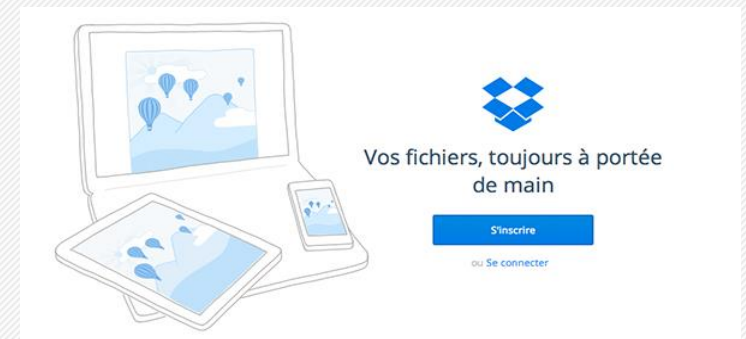 Vos fichiers, toujours à portée
de main
S'inscrire
ou Se connecter